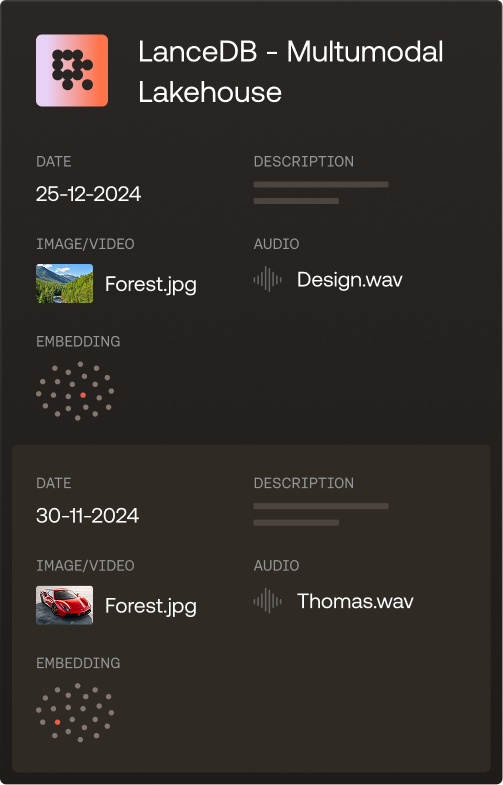 LanceDB - Multumodal
Lakehouse
DATE
DESCRIPTION
25-12-2024
IMAGE/VIDEO
AUDIO
Forest.jpg
Design.wav
EMBEDDING
DATE
DESCRIPTION
30-11-2024
IMAGE/VIDEO
AUDIO
Forest.jpg
Thomas.wav
EMBEDDING